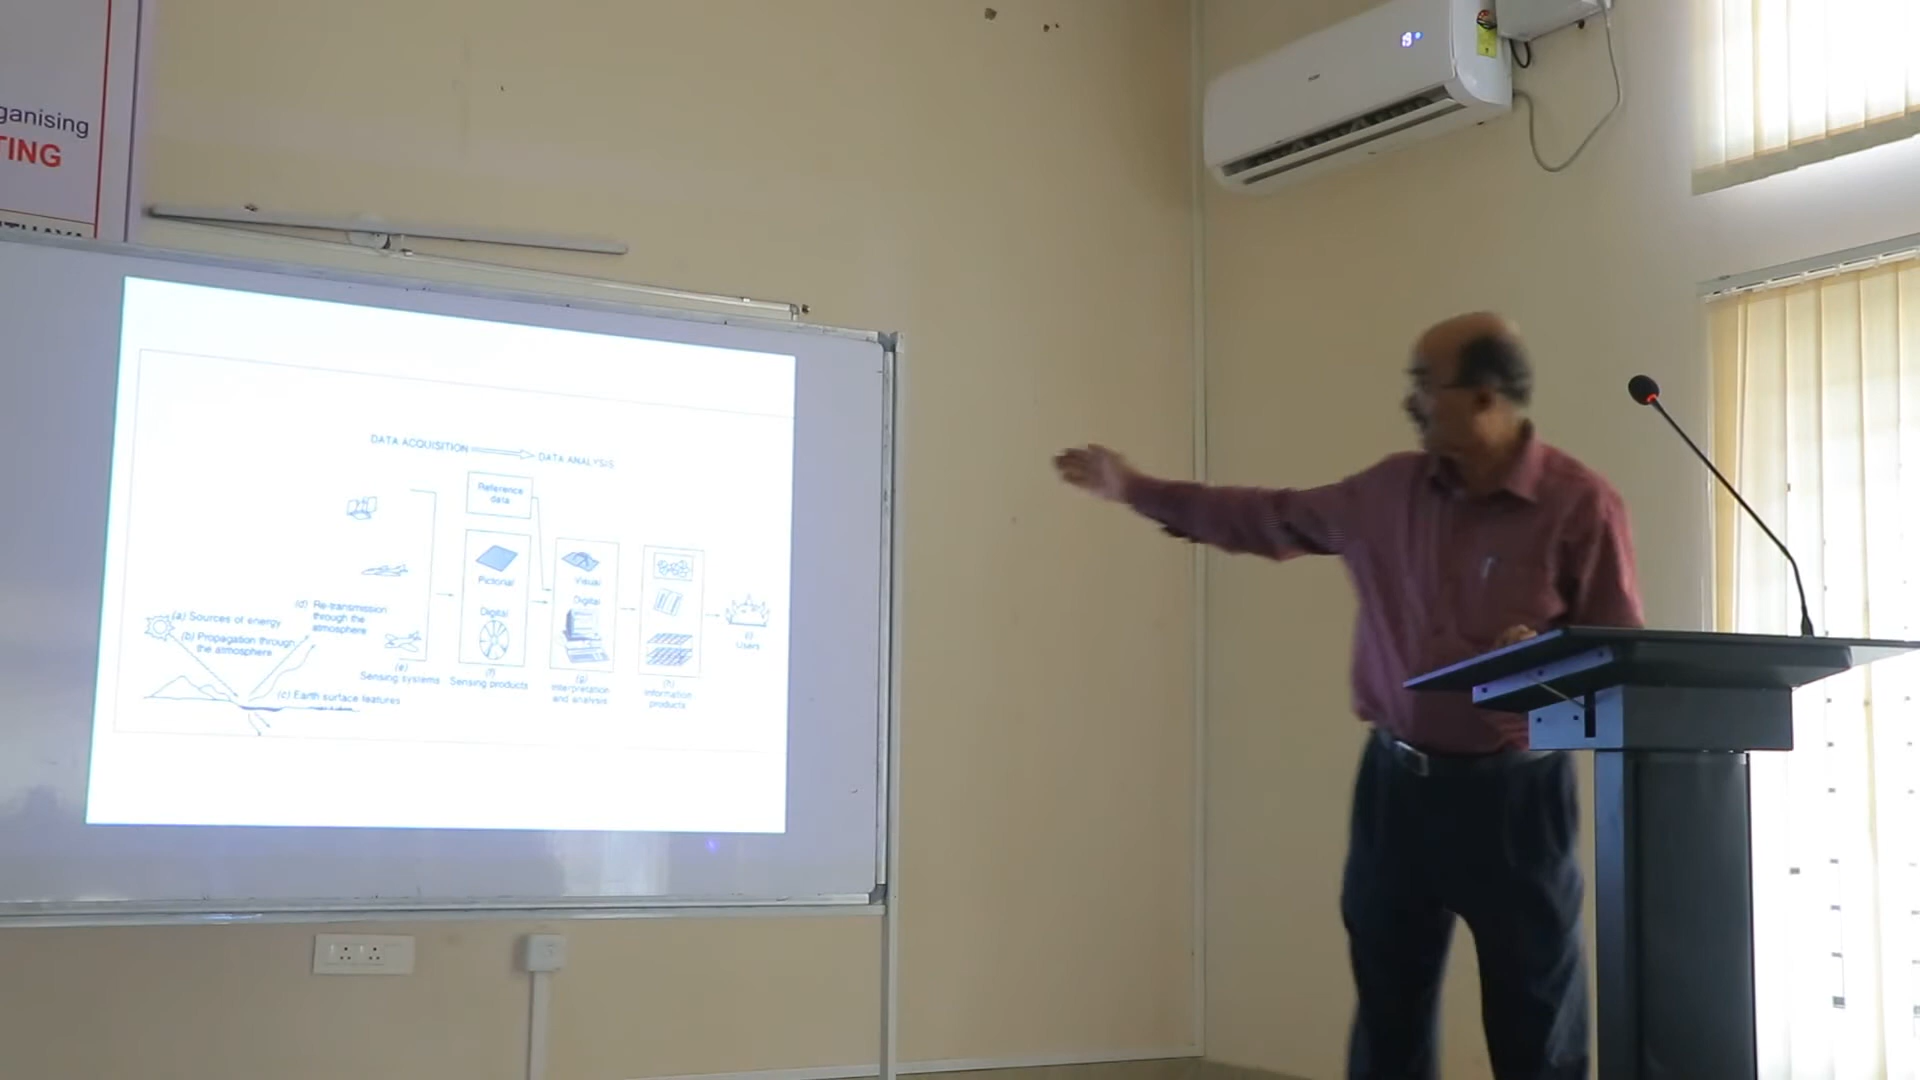 ganising
TING
DATA ACQUISITION
DATA ANALYSIS
Reference
data
Pictorial
Digital
Visual
Digital
(a) Sources of energy
(b) Propagation through
the atmosphere
(d) Re-transmission
through the
atmosphere
(c) Earth surface features
(e)
Sensing systems
(f)
Sensing products
(g)
Interpretation
and analysis
(h)
Information
products
(i)
Users
19